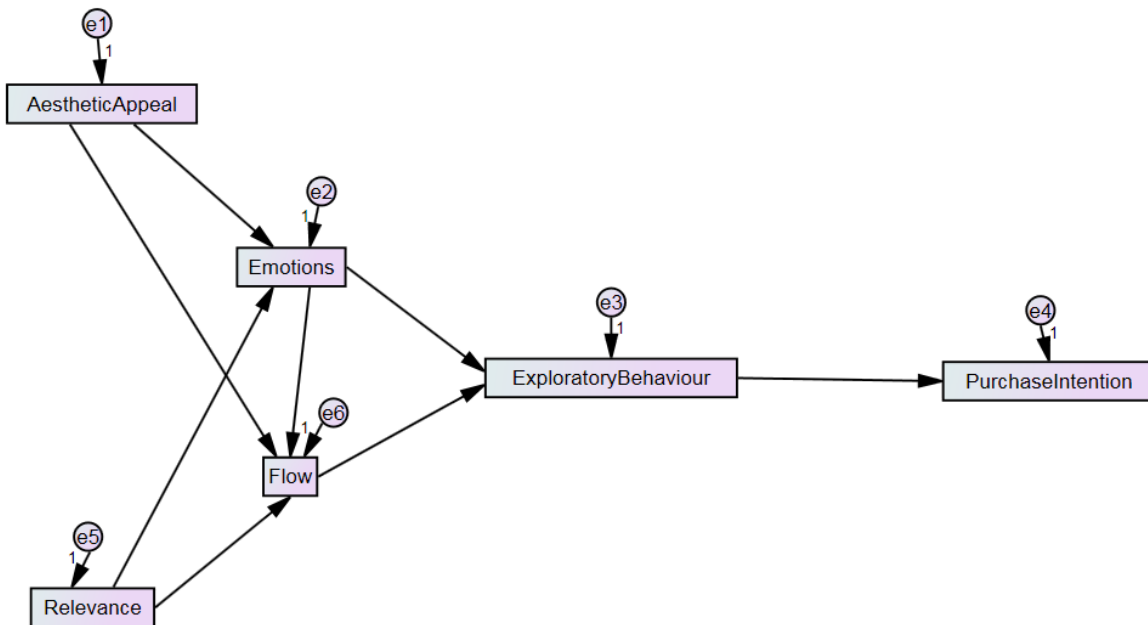 e1
1
AestheticAppeal
e2
1
Emotions
e3
1
ExploratoryBehaviour
e4
1
PurchaseIntention
e6
1
Flow
e5
1
Relevance